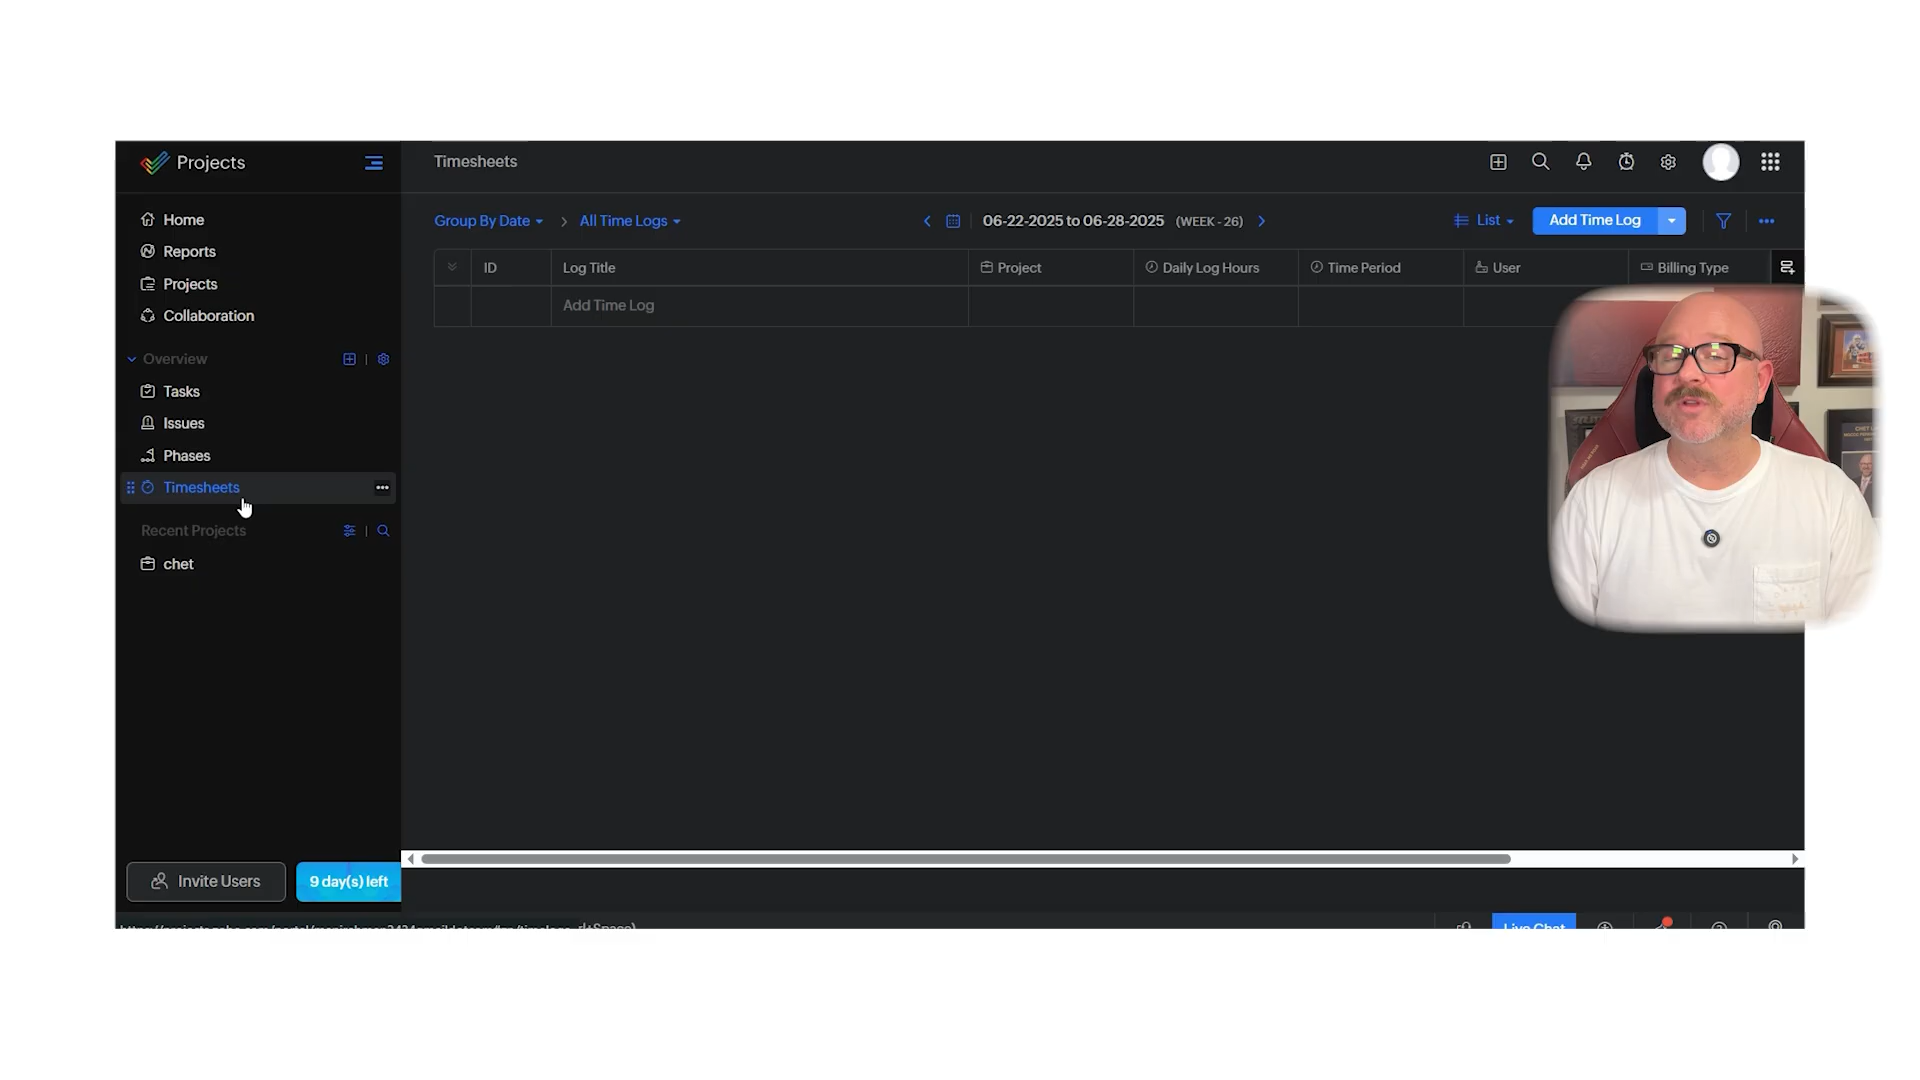 Projects
Timesheets
Home
Reports
Projects
Collaboration
Overview
Tasks
Issues
Phases
Timesheets
Recent Projects
chet
Invite Users
9 day(s) left
Group By Date
All Time Logs
06-22-2025 to 06-28-2025 (WEEK - 26)
List
Add Time Log
ID
Log Title
Project
Daily Log Hours
Time Period
User
Billing Type
Add Time Log
Live Chat